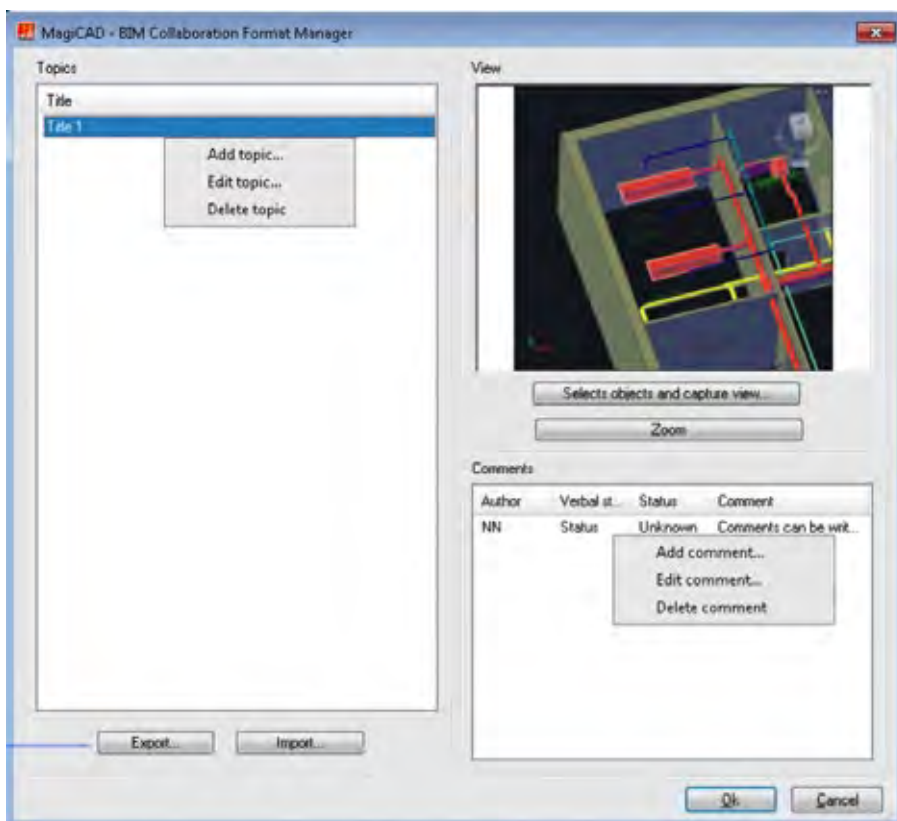 MagiCAD - BIM Collaboration Format Manager
Topics
Title
Title 1
Add topic...
Edit topic...
Delete topic
Export...
Import...
View
Selects objects and capture view...
Zoom
Comments
Author Verbal st... Status Comment
NN Status Unknown Comments can be writ...
Add comment...
Edit comment...
Delete comment
Ok
Cancel